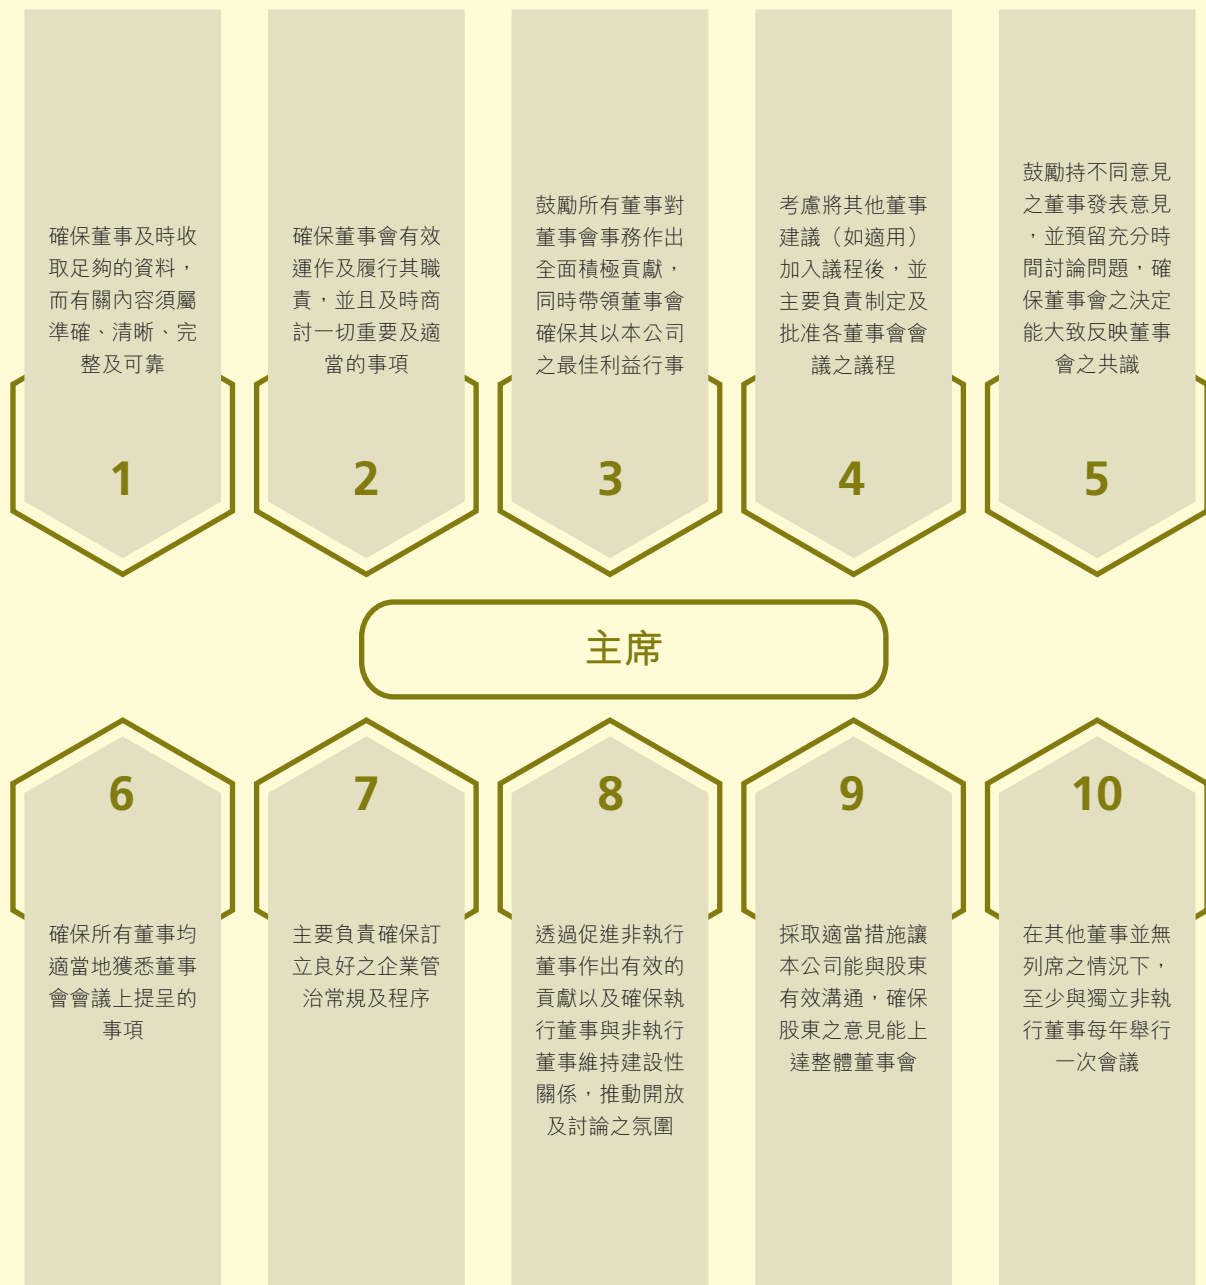 確保董事及時收
取足夠的資料，
而有關內容須屬
準確、清晰、完
整及可靠
1
確保董事會有效
運作及履行其職
責，並且及時商
討一切重要及適
當的事項
2
鼓勵所有董事對
董事會事務作出
全面積極貢獻，
同時帶領董事會
確保其以本公司
之最佳利益行事
3
考慮將其他董事
建議（如適用）
加入議程後，並
主要負責制定及
批准各董事會會
議之議程
4
鼓勵持不同意見
之董事發表意見
，並預留充分時
間討論問題，確
保董事會之決定
能大致反映董事
會之共識
5
主席
6
確保所有董事均
適當地獲悉董事
會會議上提呈的
事項
7
主要負責確保訂
立良好之企業管
治常規及程序
8
透過促進非執行
董事作出有效的
貢獻以及確保執
行董事與非執行
董事維持建設性
關係，推動開放
及討論之氛圍
9
採取適當措施讓
本公司能與股東
有效溝通，確保
股東之意見能上
達整體董事會
10
在其他董事並無
列席之情況下，
至少與獨立非執
行董事每年舉行
一次會議